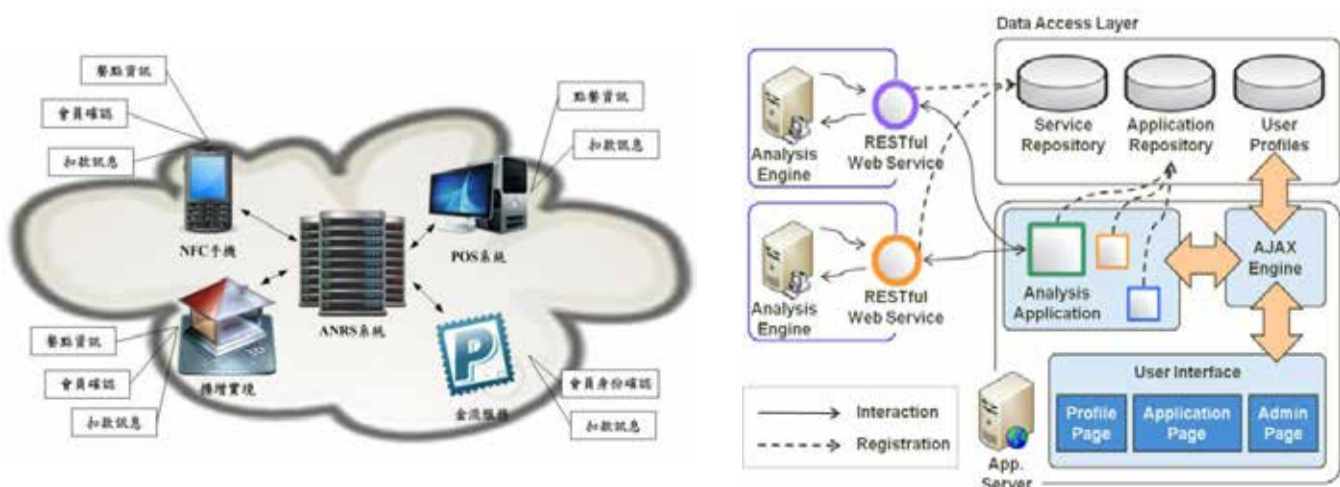 餐點資訊
會員確認
扣款訊息
NFC手機
點餐資訊
扣款訊息
POS系統
ANRS系統
餐點資訊
會員確認
扣款訊息
擴增實境
金流服務
會員身份確認
扣款訊息
Data Access Layer
Service
Repository
Application
Repository
User
Profiles
Analysis
Engine
RESTful
Web Service
Analysis
Engine
RESTful
Web Service
Analysis
Application
AJAX
Engine
User Interface
Profile
Page
Application
Page
Admin
Page
Interaction
Registration
App.
Server